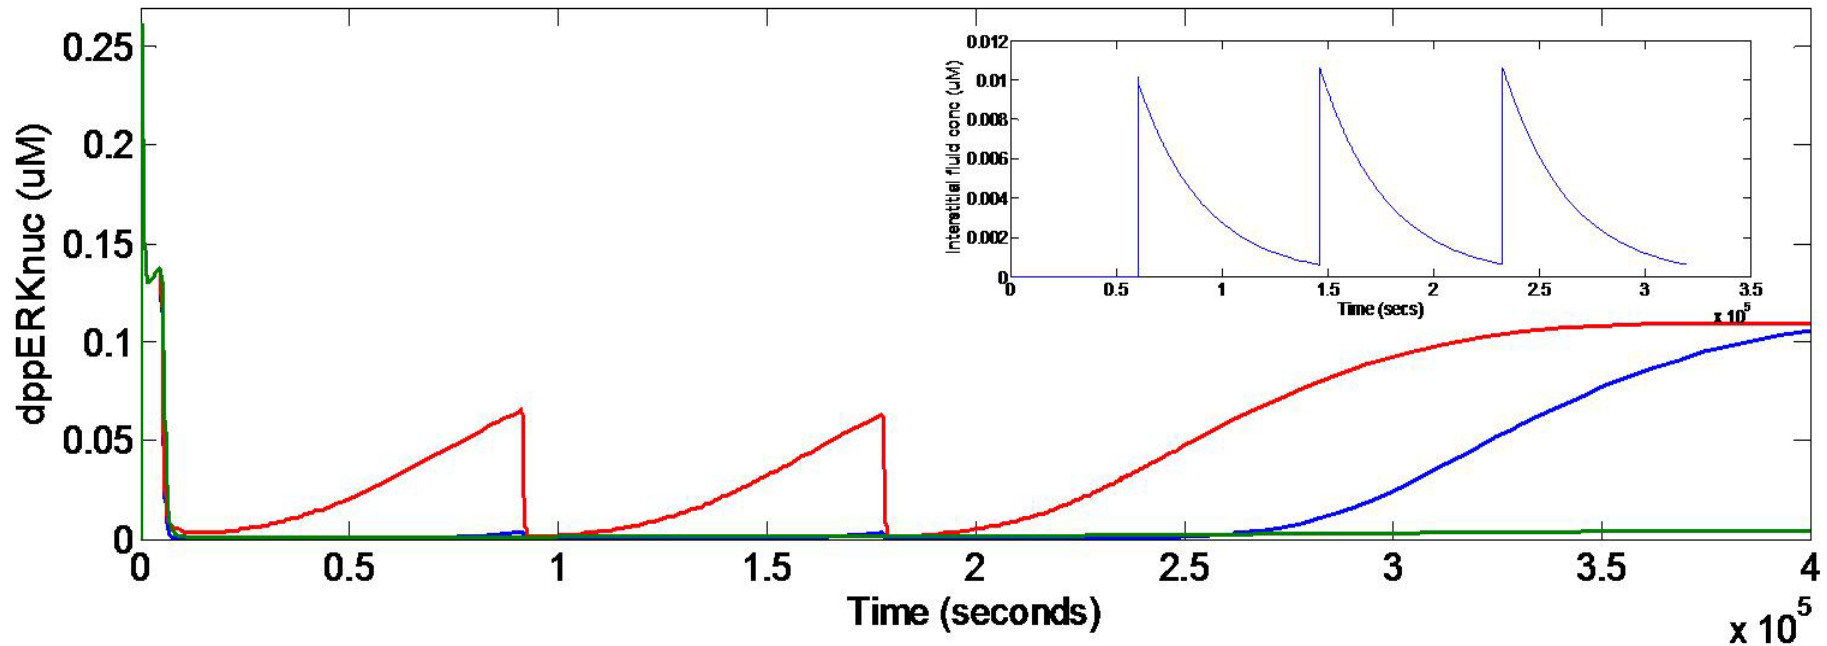 0.25
0.2
0.15
0.1
0.05
0
dppERKnuc (uM)
0 0.5 1 1.5 2 2.5 3 3.5 4
Time (seconds)
x 10^5
0.012
0.01
0.008
0.006
0.004
0.002
0
Interstitial fluid conc (uM)
0 0.5 1 1.5 2 2.5 3 3.5
Time (secs)
x 10^5